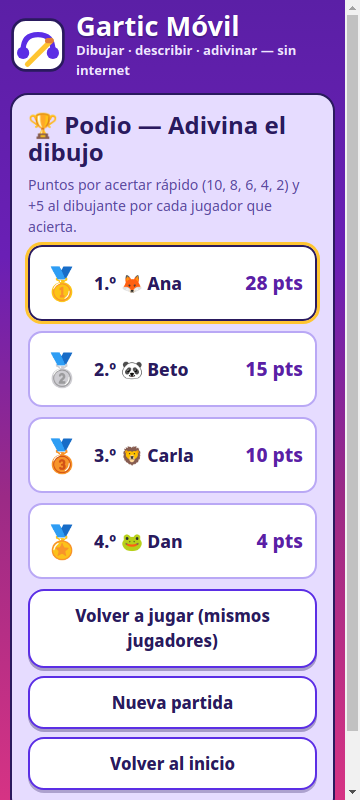 Gartic Móvil
Dibujar · describir · adivinar — sin
internet
🏆 Podio — Adivina el
dibujo
Puntos por acertar rápido (10, 8, 6, 4, 2) y
+5 al dibujante por cada jugador que
acierta.
🥇 1.º 🦊 Ana 28 pts
🥈 2.º 🐼 Beto 15 pts
🥉 3.º 🦁 Carla 10 pts
🏅 4.º 🐸 Dan 4 pts
Volver a jugar (mismos
jugadores)
Nueva partida
Volver al inicio